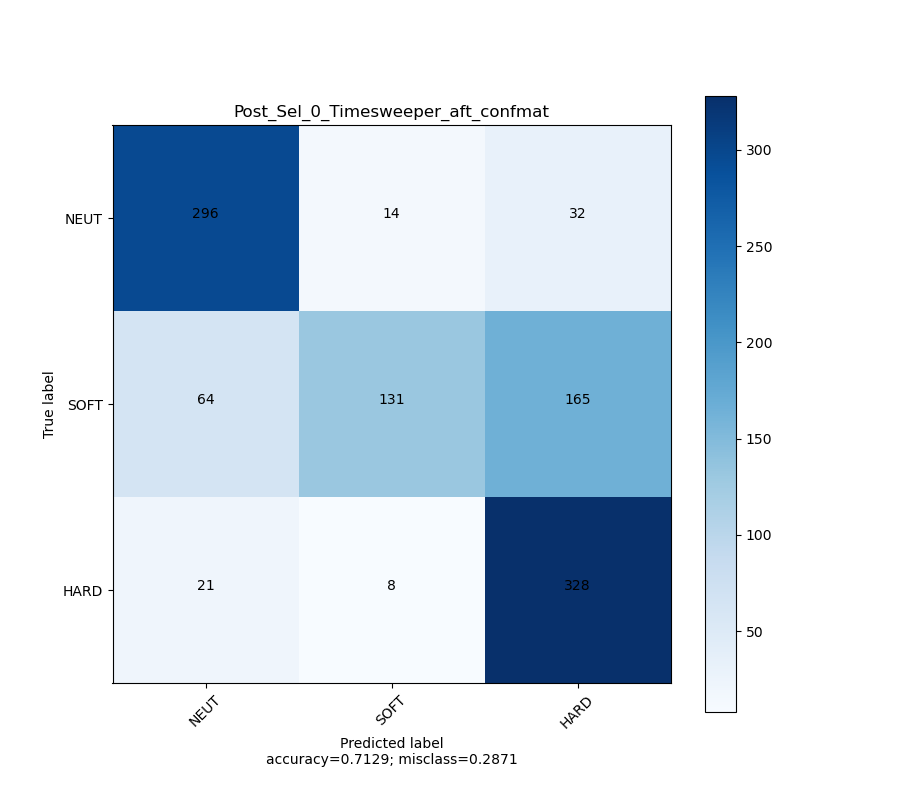 Post_Sel_0_Timesweeper_aft_confmat
True label
NEUT
296
14
32
SOFT
64
131
165
HARD
21
8
328
NEUT
SOFT
HARD
Predicted label
accuracy=0.7129; misclass=0.2871
300
250
200
150
100
50